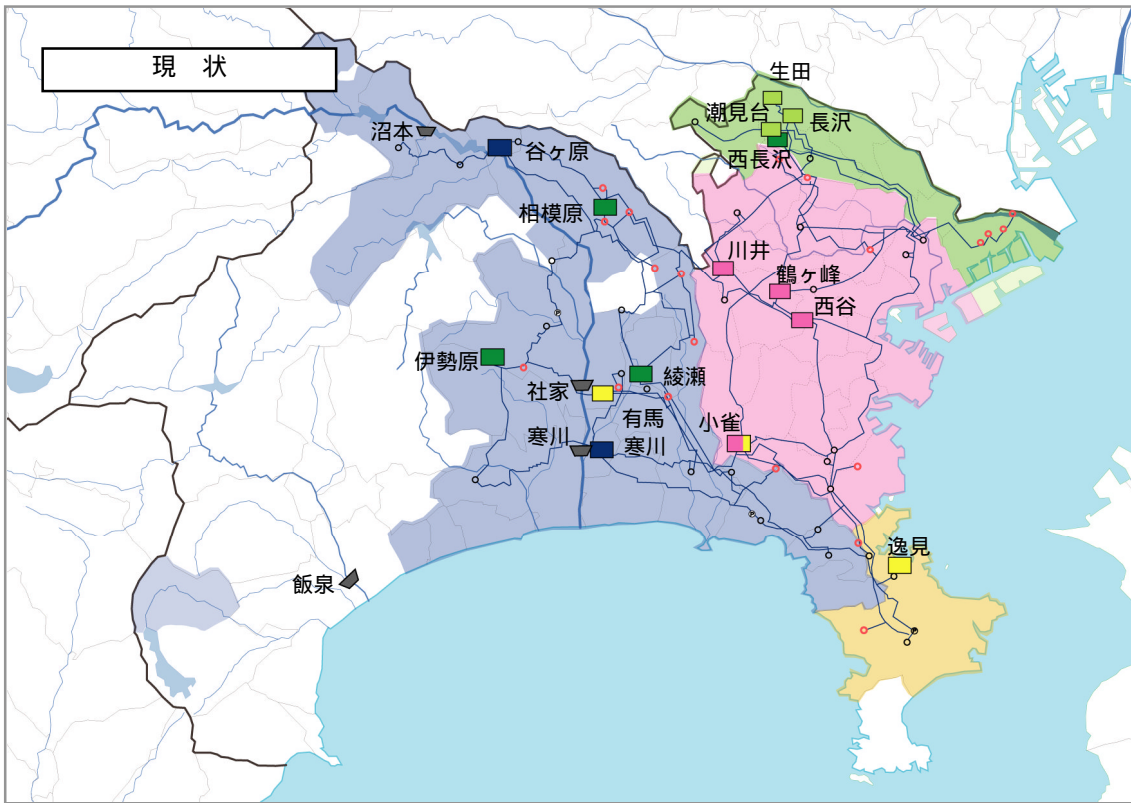 現 状
生田
潮見台
長沢
沼本
谷ヶ原
西長沢
相模原
川井
鶴ヶ峰
西谷
伊勢原
社家
綾瀬
有馬
小雀
寒川
寒川
逸見
飯泉